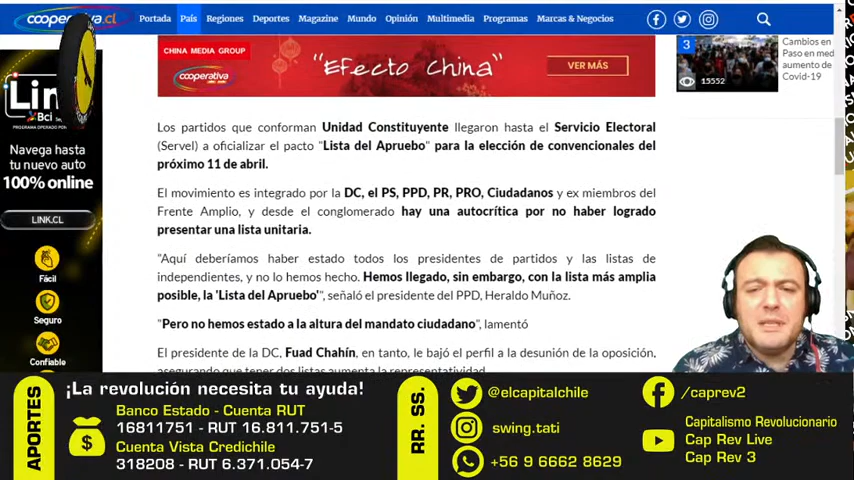 cooperativa.cl
Portada País Regiones Deportes Magazine Mundo Opinión Multimedia Programas Marcas & Negocios
CHINA MEDIA GROUP
cooperativa
"Efecto China"
VER MÁS
3
15552
Cambios en
Paso en med
aumento de
Covid-19
Bci
Navega hasta
tu nuevo auto
100% online
LINK.CL
Fácil
Seguro
Confiable
Los partidos que conforman Unidad Constituyente llegaron hasta el Servicio Electoral
(Servel) a oficializar el pacto "Lista del Apruebo" para la elección de convencionales del
próximo 11 de abril.
El movimiento es integrado por la DC, el PS, PPD, PR, PRO, Ciudadanos y ex miembros del
Frente Amplio, y desde el conglomerado hay una autocrítica por no haber logrado
presentar una lista unitaria.
"Aquí deberíamos haber estado todos los presidentes de partidos y las listas de
independientes, y no lo hemos hecho. Hemos llegado, sin embargo, con la lista más amplia
posible, la 'Lista del Apruebo'", señaló el presidente del PPD, Heraldo Muñoz.
"Pero no hemos estado a la altura del mandato ciudadano", lamentó
El presidente de la DC, Fuad Chahín, en tanto, le bajó el perfil a la desunión de la oposición,
asegurando que tener dos listas aumenta la representatividad
APORTES
¡La revolución necesita tu ayuda!
Banco Estado - Cuenta RUT
16811751 - RUT 16.811.751-5
Cuenta Vista Credichile
318208 - RUT 6.371.054-7
RR. SS.
@elcapitalchile
swing.tati
+56 9 6662 8629
/caprev2
Capitalismo Revolucionario
Cap Rev Live
Cap Rev 3